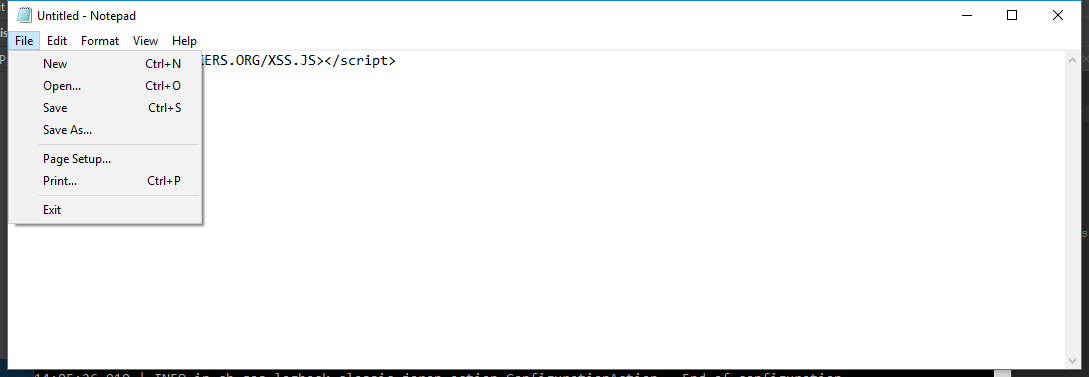 Untitled - Notepad
File Edit Format View Help
ERS.ORG/XSS.JS></script>
New Ctrl+N
Open... Ctrl+O
Save Ctrl+S
Save As...
Page Setup...
Print... Ctrl+P
Exit